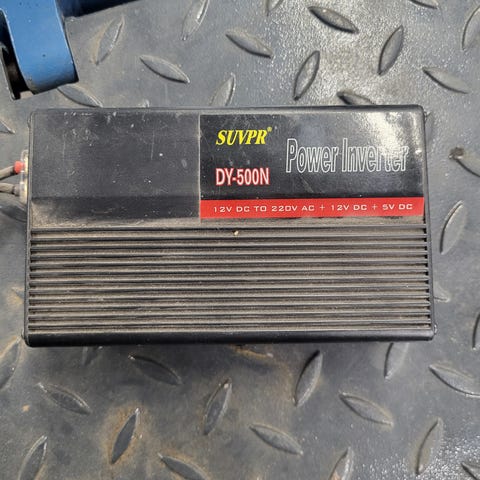 SUVPR®
Power Inverter
DY-500N
12V DC TO 220V AC + 12V DC + 5V DC